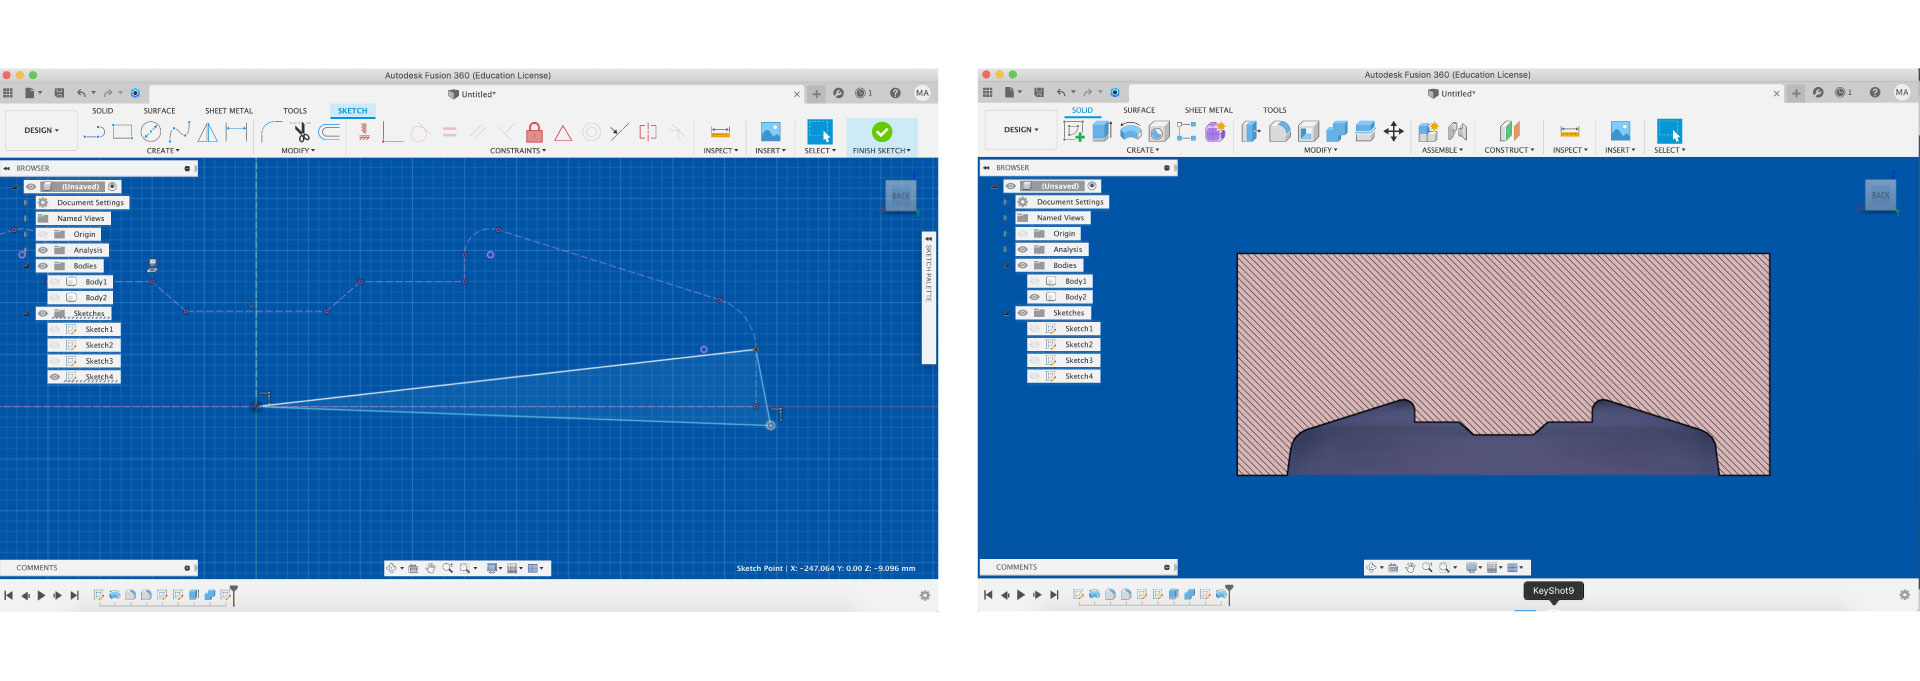 Autodesk Fusion 360 (Education License)
Untitled*
1
MA
SOLID SURFACE SHEET METAL TOOLS SKETCH
DESIGN
CREATE MODIFY CONSTRAINTS INSPECT INSERT SELECT FINISH SKETCH
BROWSER
(Unsaved)
Document Settings
Named Views
Origin
Analysis
Bodies
Body1
Body2
Sketches
Sketch1
Sketch2
Sketch3
Sketch4
BACK
SKETCH PALETTE
COMMENTS
Sketch Point | X: -247.064 Y: 0.00 Z: -9.096 mm
Autodesk Fusion 360 (Education License)
Untitled*
1
MA
SOLID SURFACE SHEET METAL TOOLS
DESIGN
CREATE MODIFY ASSEMBLE CONSTRUCT INSPECT INSERT SELECT
BROWSER
(Unsaved)
Document Settings
Named Views
Origin
Analysis
Bodies
Body1
Body2
Sketches
Sketch1
Sketch2
Sketch3
Sketch4
BACK
COMMENTS
KeyShot9